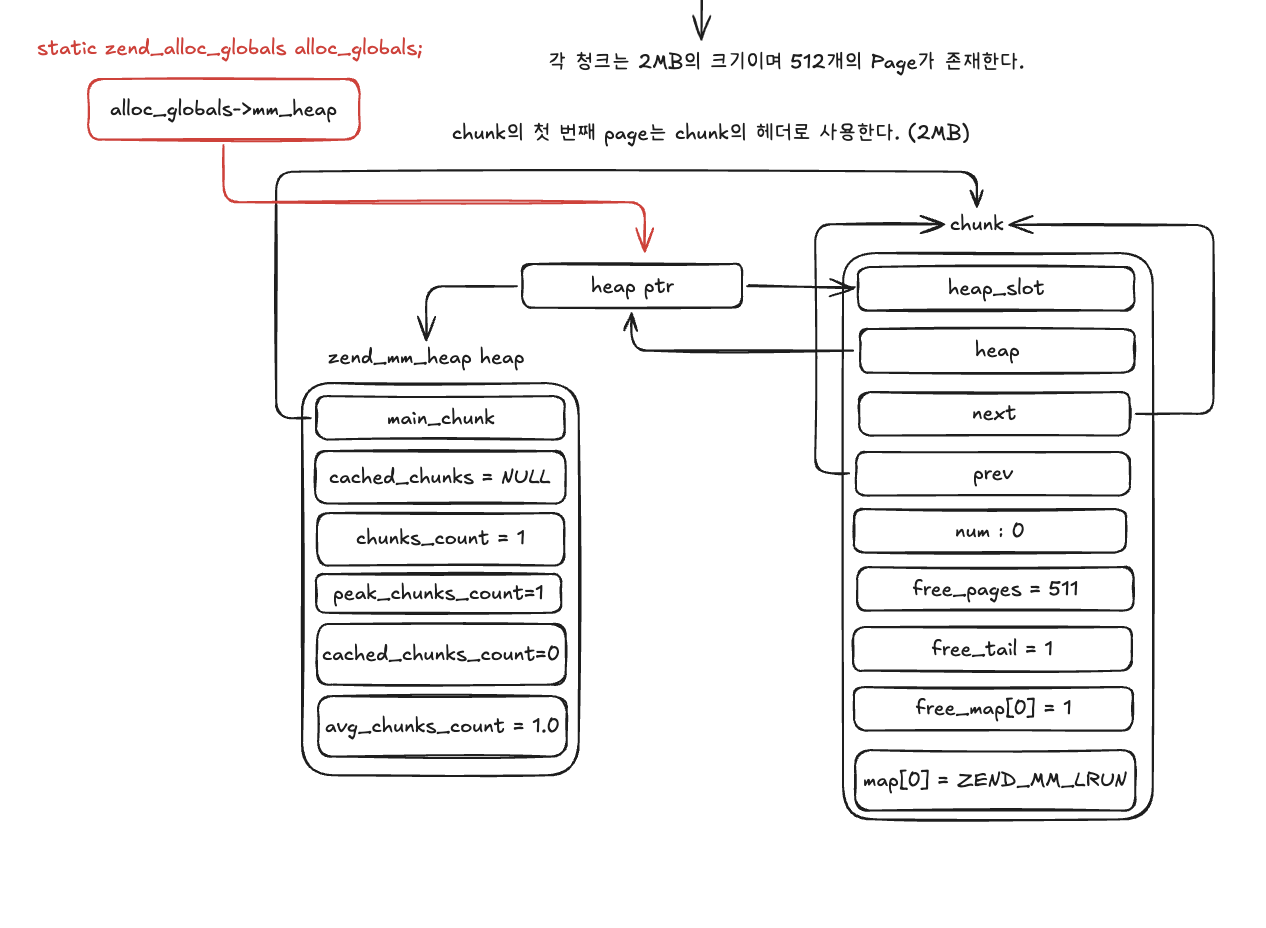 static zend_alloc_globals alloc_globals;
각 청크는 2MB의 크기이며 512개의 Page가 존재한다.
alloc_globals->mm_heap
chunk의 첫 번째 page는 chunk의 헤더로 사용한다. (2MB)
chunk
heap ptr
heap_slot
heap
next
prev
num : 0
free_pages = 511
free_tail = 1
free_map[0] = 1
map[0] = ZEND_MM_LRUN
zend_mm_heap heap
main_chunk
cached_chunks = NULL
chunks_count = 1
peak_chunks_count=1
cached_chunks_count=0
avg_chunks_count = 1.0